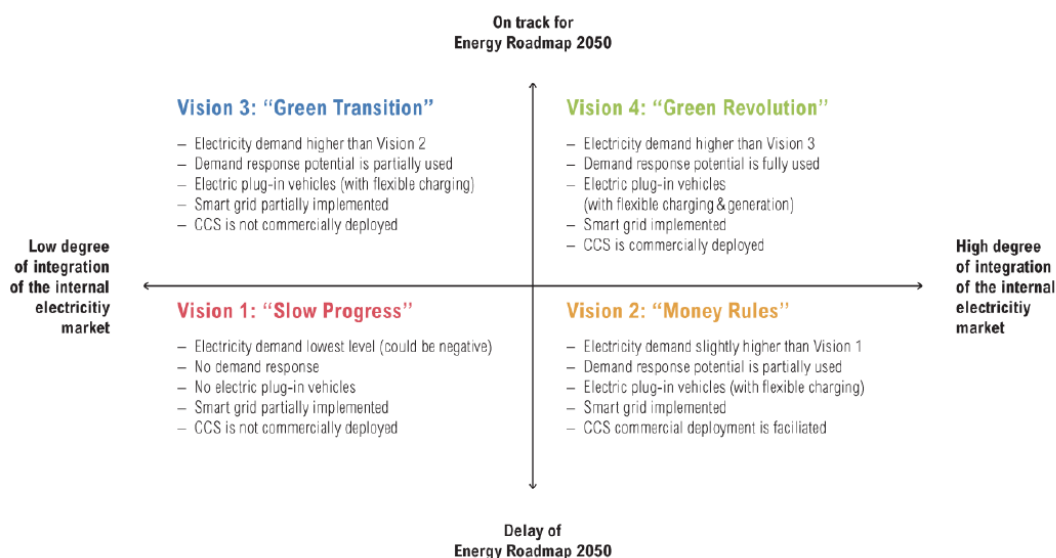 On track for
Energy Roadmap 2050
Vision 3: “Green Transition”
– Electricity demand higher than Vision 2
– Demand response potential is partially used
– Electric plug-in vehicles (with flexible charging)
– Smart grid partially implemented
– CCS is not commercially deployed
Vision 4: “Green Revolution”
– Electricity demand higher than Vision 3
– Demand response potential is fully used
– Electric plug-in vehicles
(with flexible charging & generation)
– Smart grid implemented
– CCS is commercially deployed
Low degree
of integration
of the internal
electricitiy
market
High degree
of integration
of the internal
electricitiy
market
Vision 1: “Slow Progress”
– Electricity demand lowest level (could be negative)
– No demand response
– No electric plug-in vehicles
– Smart grid partially implemented
– CCS is not commercially deployed
Vision 2: “Money Rules”
– Electricity demand slightly higher than Vision 1
– Demand response potential is partially used
– Electric plug-in vehicles (with flexible charging)
– Smart grid implemented
– CCS commercial deployment is faciliated
Delay of
Energy Roadmap 2050